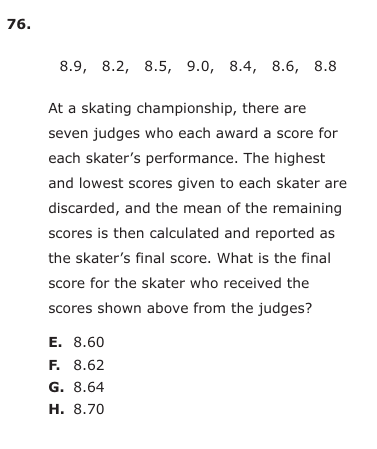 76.
8.9, 8.2, 8.5, 9.0, 8.4, 8.6, 8.8
At a skating championship, there are
seven judges who each award a score for
each skater’s performance. The highest
and lowest scores given to each skater are
discarded, and the mean of the remaining
scores is then calculated and reported as
the skater’s final score. What is the final
score for the skater who received the
scores shown above from the judges?
E. 8.60
F. 8.62
G. 8.64
H. 8.70